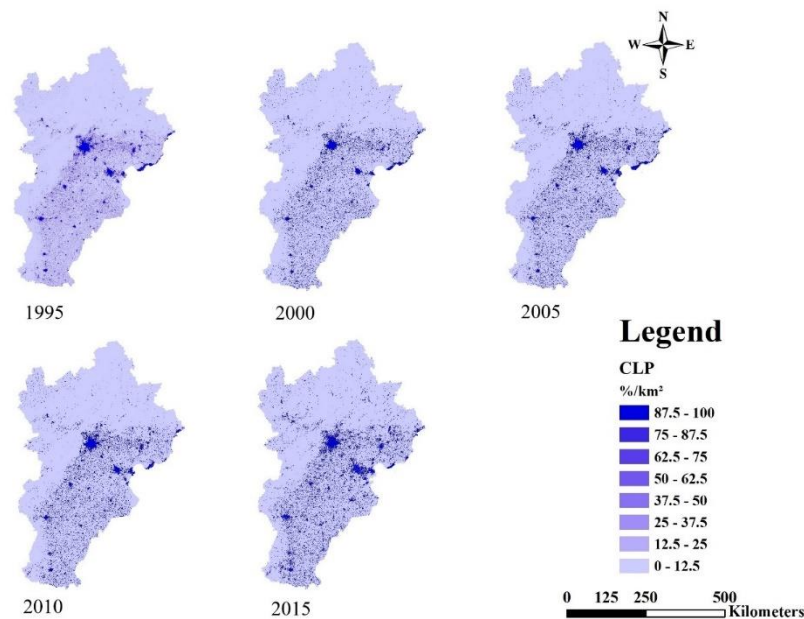 N
W E
S
1995
2000
2005
2010
2015
Legend
CLP
%/km²
87.5 - 100
75 - 87.5
62.5 - 75
50 - 62.5
37.5 - 50
25 - 37.5
12.5 - 25
0 - 12.5
0 125 250 500
Kilometers